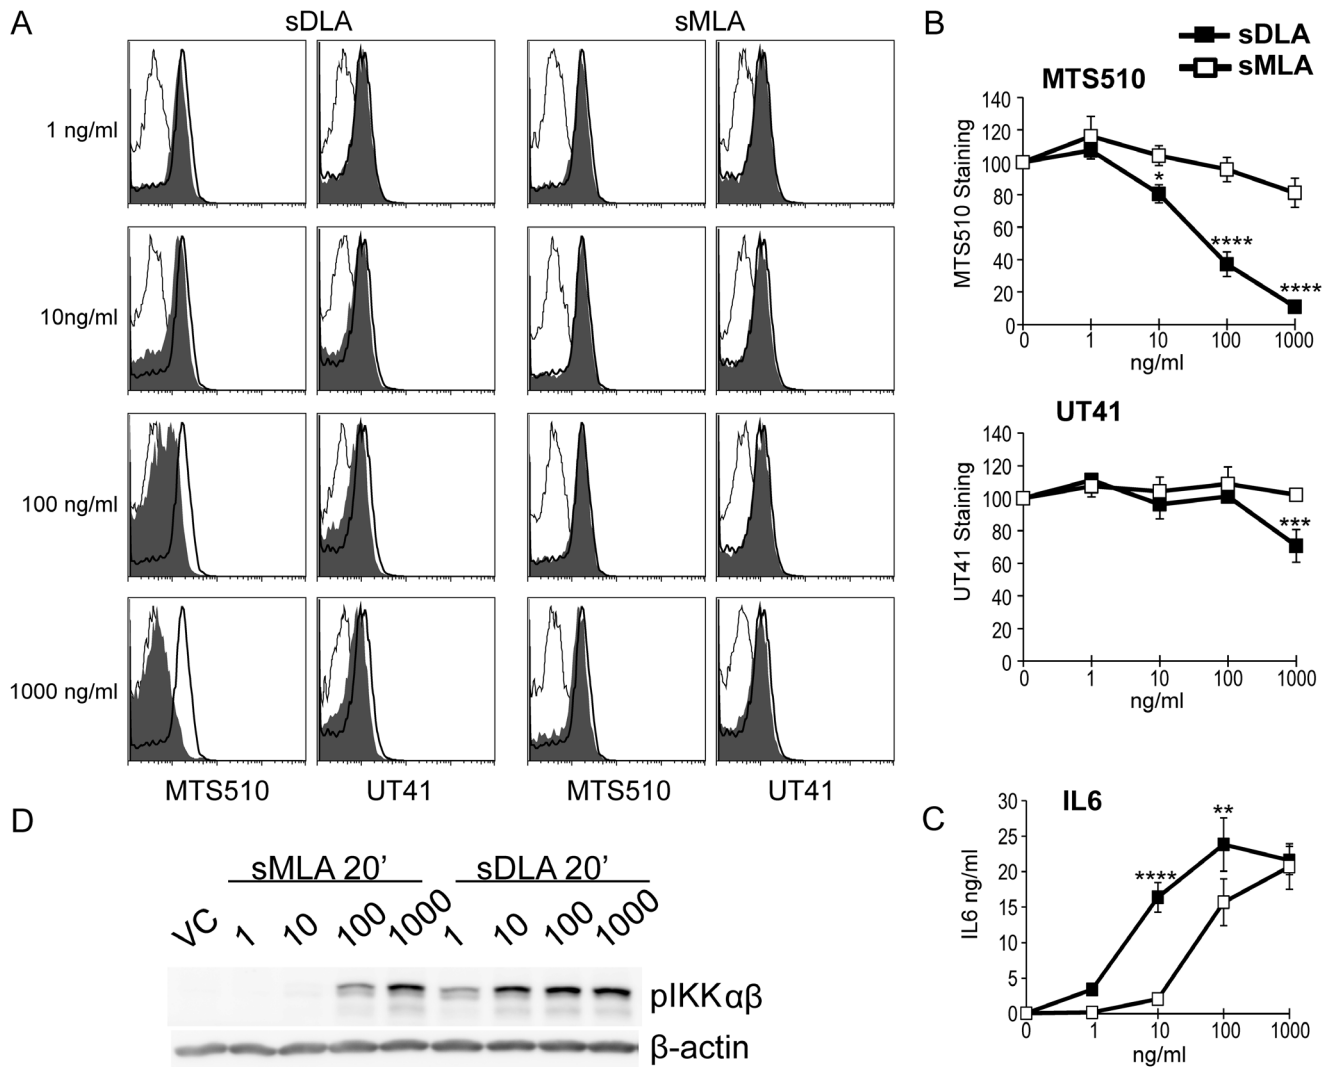 A
sDLA
sMLA
1 ng/ml
10ng/ml
100 ng/ml
1000 ng/ml
MTS510
UT41
MTS510
UT41
B
sDLA
sMLA
MTS510
MTS510 Staining
140
120
100
80
60
40
20
0
*
****
****
0 1 10 100 1000
ng/ml
UT41
UT41 Staining
140
120
100
80
60
40
20
0
***
0 1 10 100 1000
ng/ml
C
IL6
IL6 ng/ml
30
25
20
15
10
5
0
****
**
0 1 10 100 1000
ng/ml
D
sMLA 20’ sDLA 20’
VC 1 10 100 1000 1 10 100 1000
pIKKαβ
β-actin